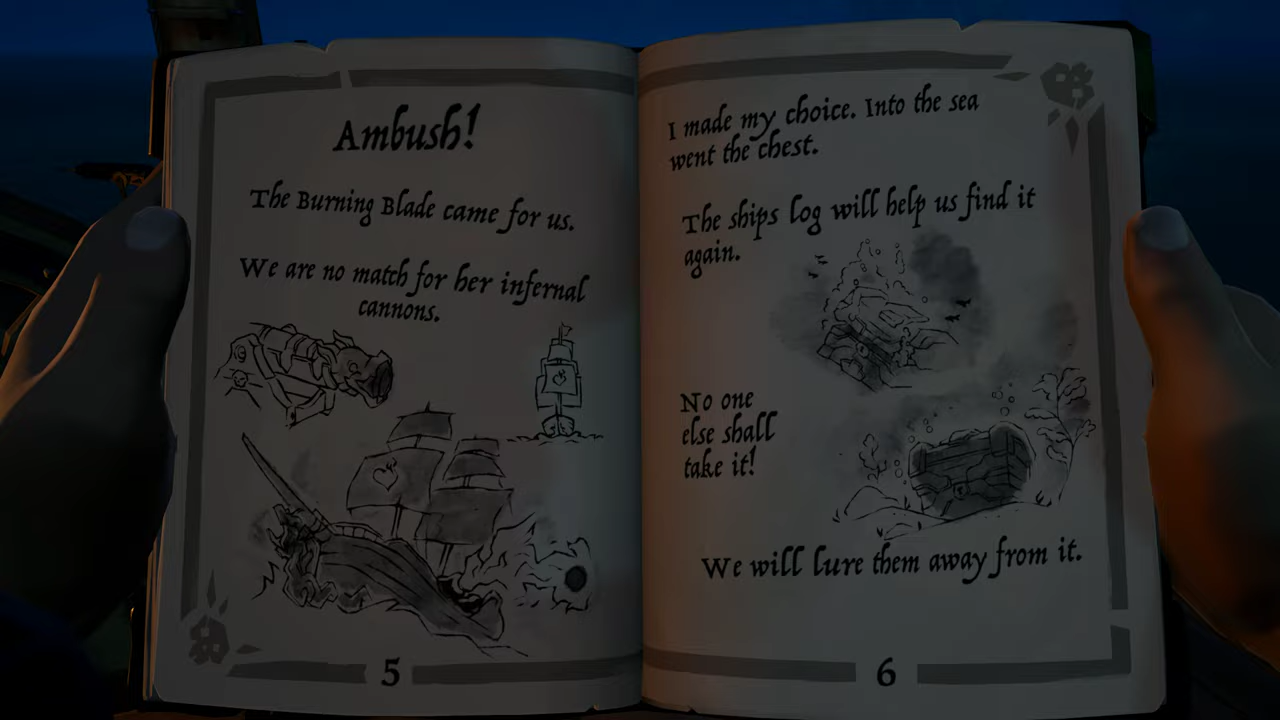 Ambush!
The Burning Blade came for us.
We are no match for her infernal
cannons.
5
I made my choice. Into the sea
went the chest.
The ships log will help us find it
again.
No one
else shall
take it!
We will lure them away from it.
6